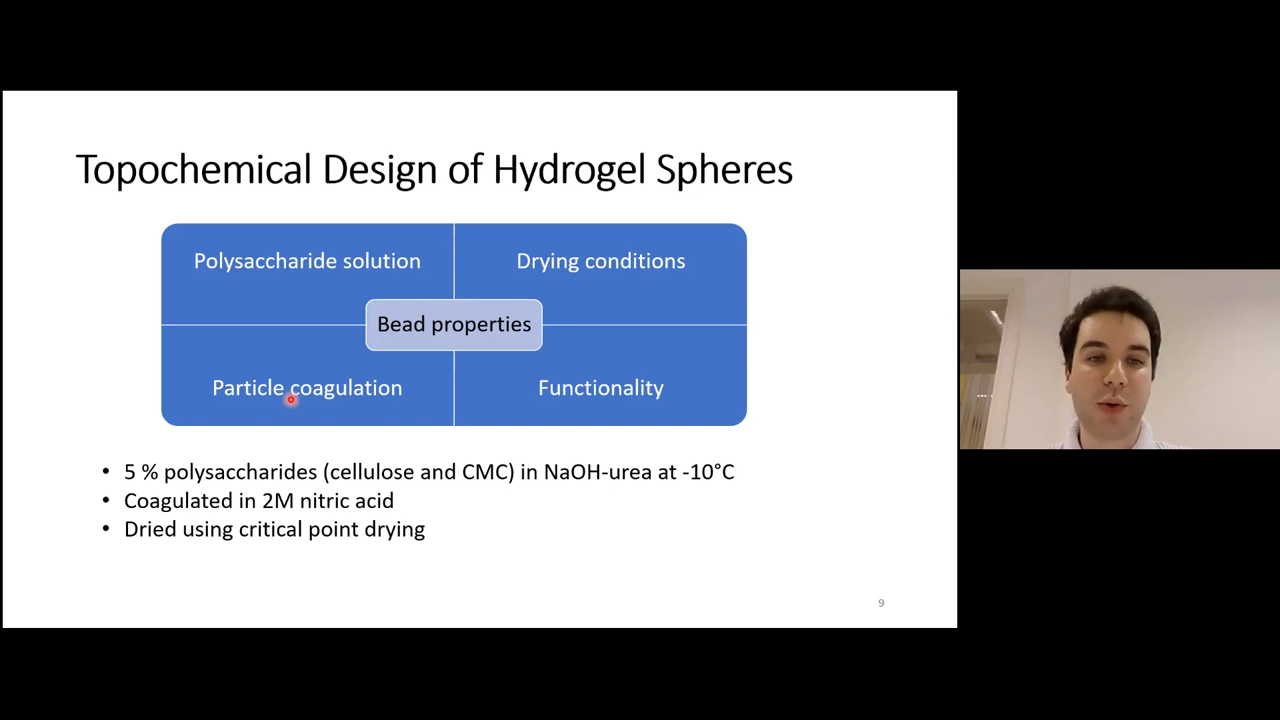 Topochemical Design of Hydrogel Spheres
Polysaccharide solution
Drying conditions
Bead properties
Particle coagulation
Functionality
• 5 % polysaccharides (cellulose and CMC) in NaOH-urea at -10°C
• Coagulated in 2M nitric acid
• Dried using critical point drying
9